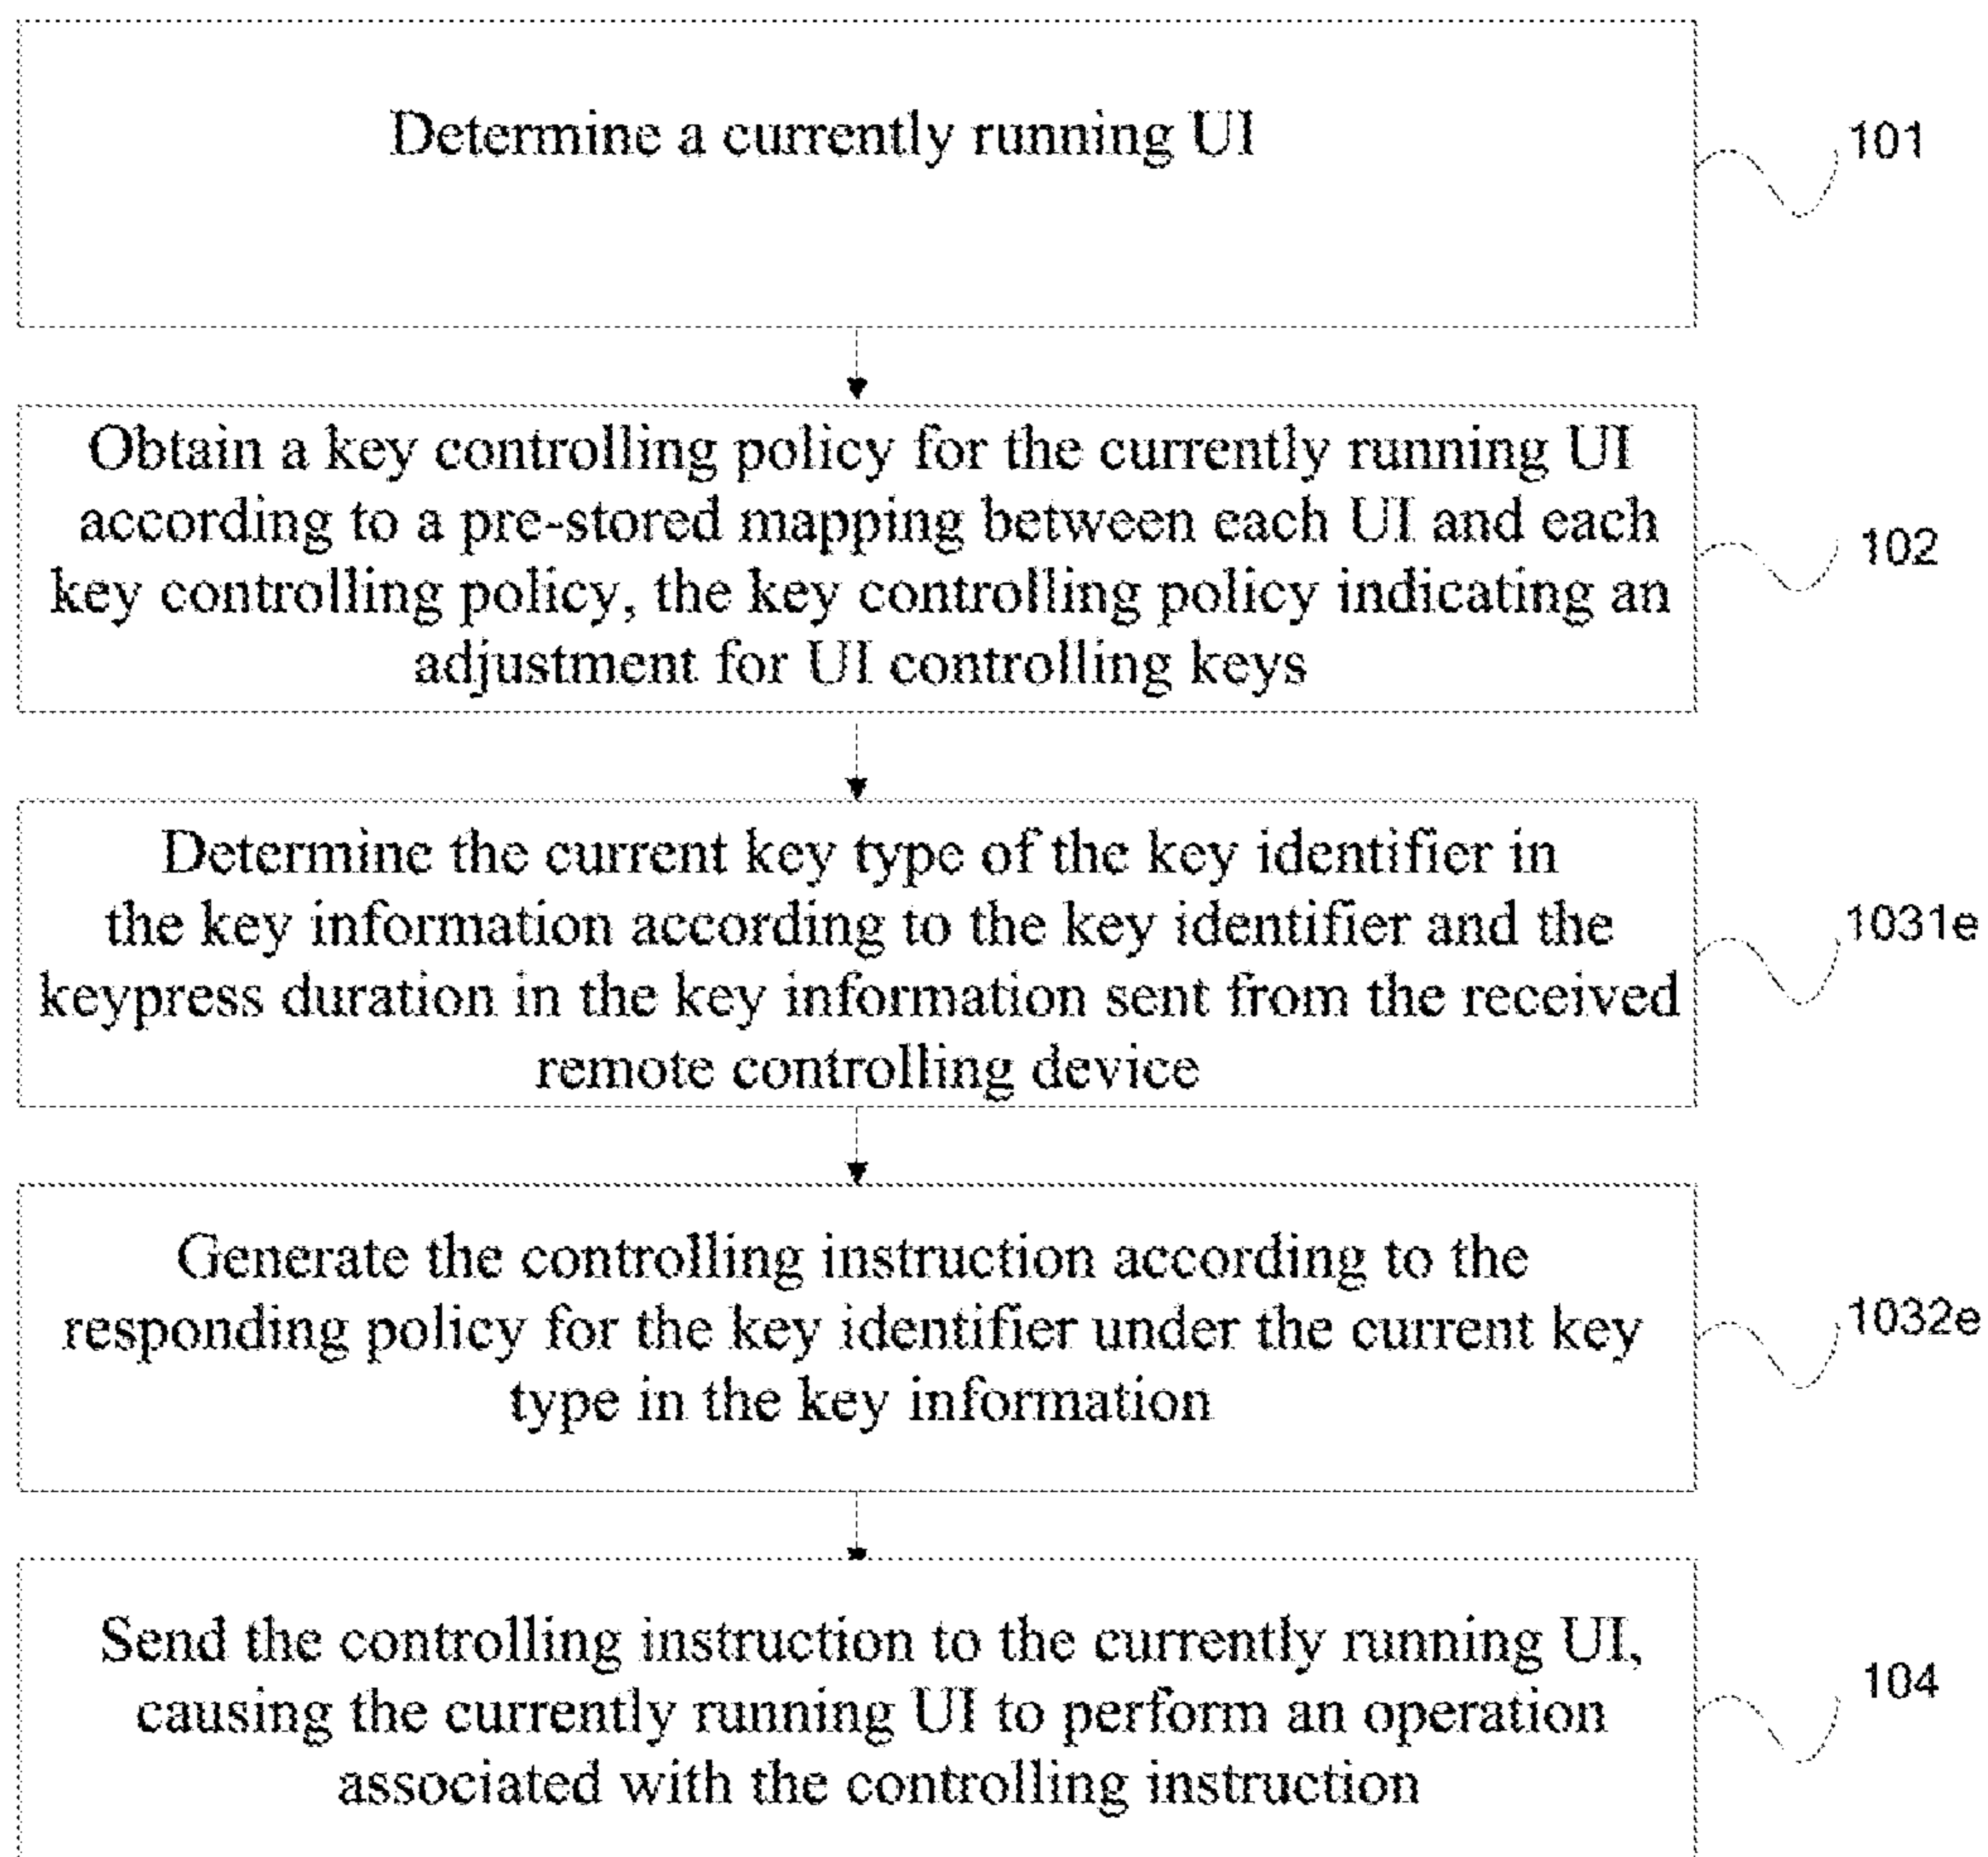 Determine a currently running UI
101
Obtain a key controlling policy for the currently running UI
according to a pre-stored mapping between each UI and each
key controlling policy, the key controlling policy indicating an
adjustment for UI controlling keys
102
Determine the current key type of the key identifier in
the key information according to the key identifier and the
keypress duration in the key information sent from the received
remote controlling device
1031e
Generate the controlling instruction according to the
responding policy for the key identifier under the current key
type in the key information
1032e
Send the controlling instruction to the currently running UI,
causing the currently running UI to perform an operation
associated with the controlling instruction
104